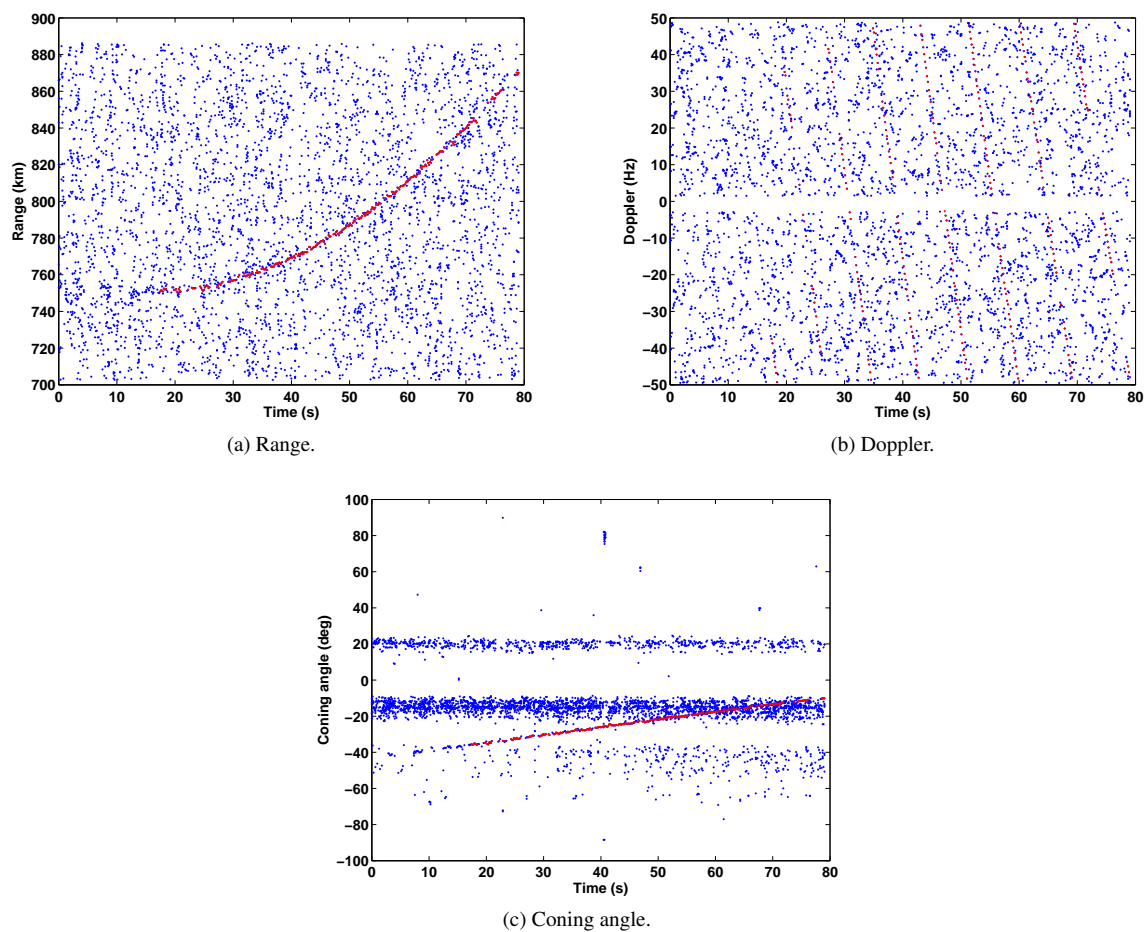 900
880
860
840
820
800
780
760
740
720
700
Range (km)
0 10 20 30 40 50 60 70 80
Time (s)
(a) Range.
50
40
30
20
10
0
−10
−20
−30
−40
−50
Doppler (Hz)
0 10 20 30 40 50 60 70 80
Time (s)
(b) Doppler.
100
80
60
40
20
0
−20
−40
−60
−80
−100
Coning angle (deg)
0 10 20 30 40 50 60 70 80
Time (s)
(c) Coning angle.